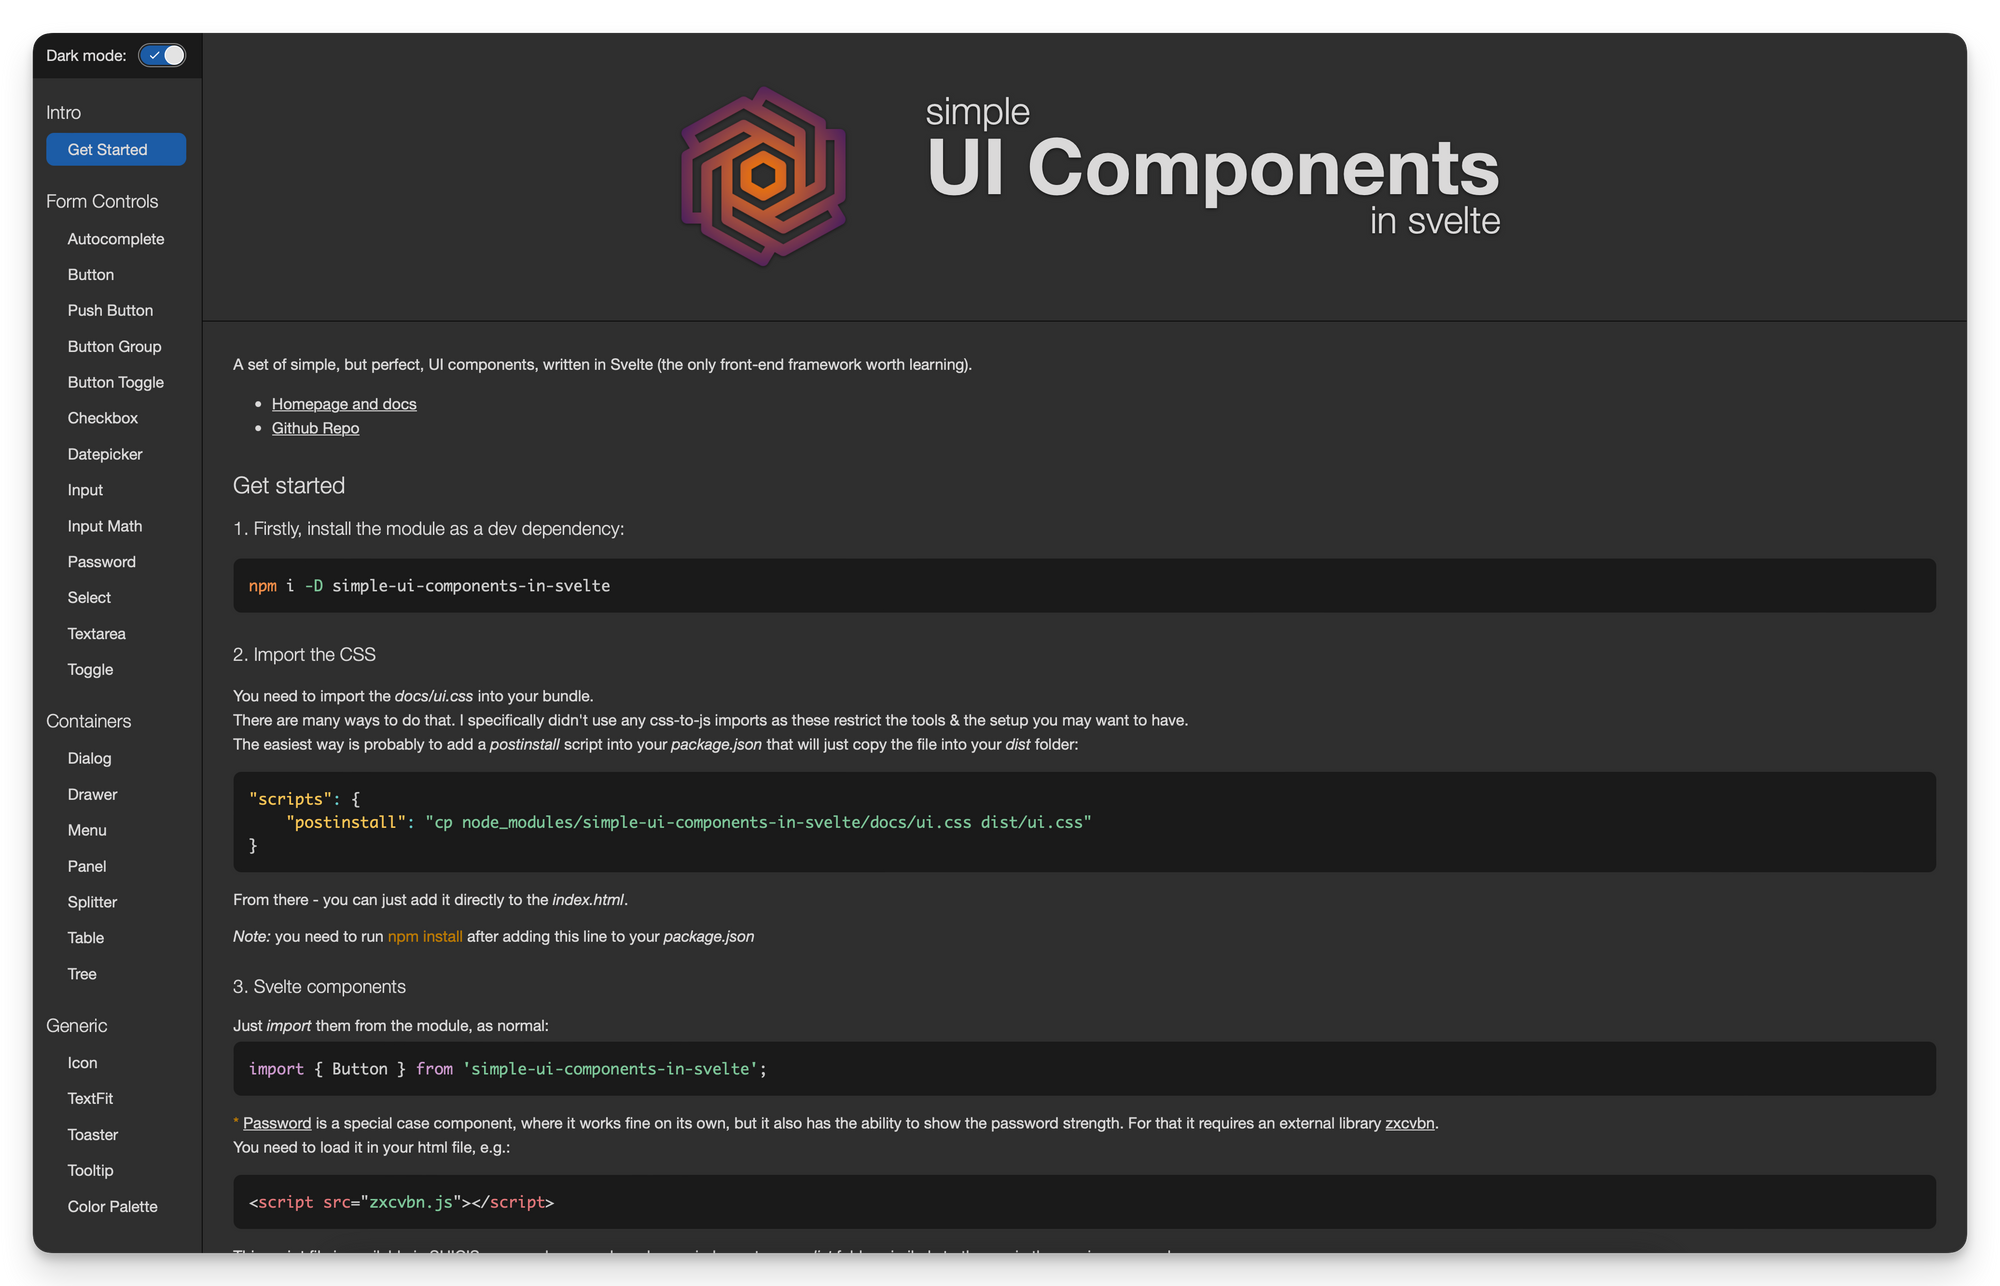 Dark mode:
Intro
Get Started
Form Controls
Autocomplete
Button
Push Button
Button Group
Button Toggle
Checkbox
Datepicker
Input
Input Math
Password
Select
Textarea
Toggle
Containers
Dialog
Drawer
Menu
Panel
Splitter
Table
Tree
Generic
Icon
TextFit
Toaster
Tooltip
Color Palette
simple
UI Components
in svelte
A set of simple, but perfect, UI components, written in Svelte (the only front-end framework worth learning).
• Homepage and docs
• Github Repo
Get started
1. Firstly, install the module as a dev dependency:
npm i -D simple-ui-components-in-svelte
2. Import the CSS
You need to import the docs/ui.css into your bundle.
There are many ways to do that. I specifically didn't use any css-to-js imports as these restrict the tools & the setup you may want to have.
The easiest way is probably to add a postinstall script into your package.json that will just copy the file into your dist folder:
"scripts": {
    "postinstall": "cp node_modules/simple-ui-components-in-svelte/docs/ui.css dist/ui.css"
}
From there - you can just add it directly to the index.html.
Note: you need to run npm install after adding this line to your package.json
3. Svelte components
Just import them from the module, as normal:
import { Button } from 'simple-ui-components-in-svelte';
* Password is a special case component, where it works fine on its own, but it also has the ability to show the password strength. For that it requires an external library zxcvbn.
You need to load it in your html file, e.g.:
<script src="zxcvbn.js"></script>